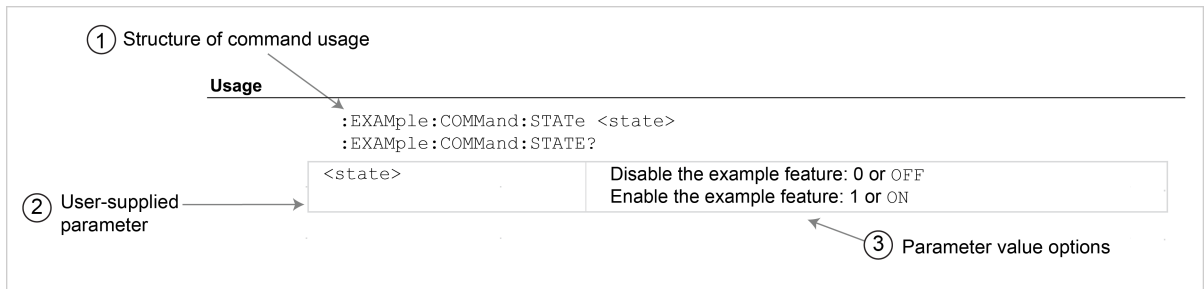 1 Structure of command usage
Usage
:EXAMple:COMMand:STATe <state>
:EXAMple:COMMand:STATE?
<state> Disable the example feature: 0 or OFF
Enable the example feature: 1 or ON
2 User-supplied
parameter
3 Parameter value options